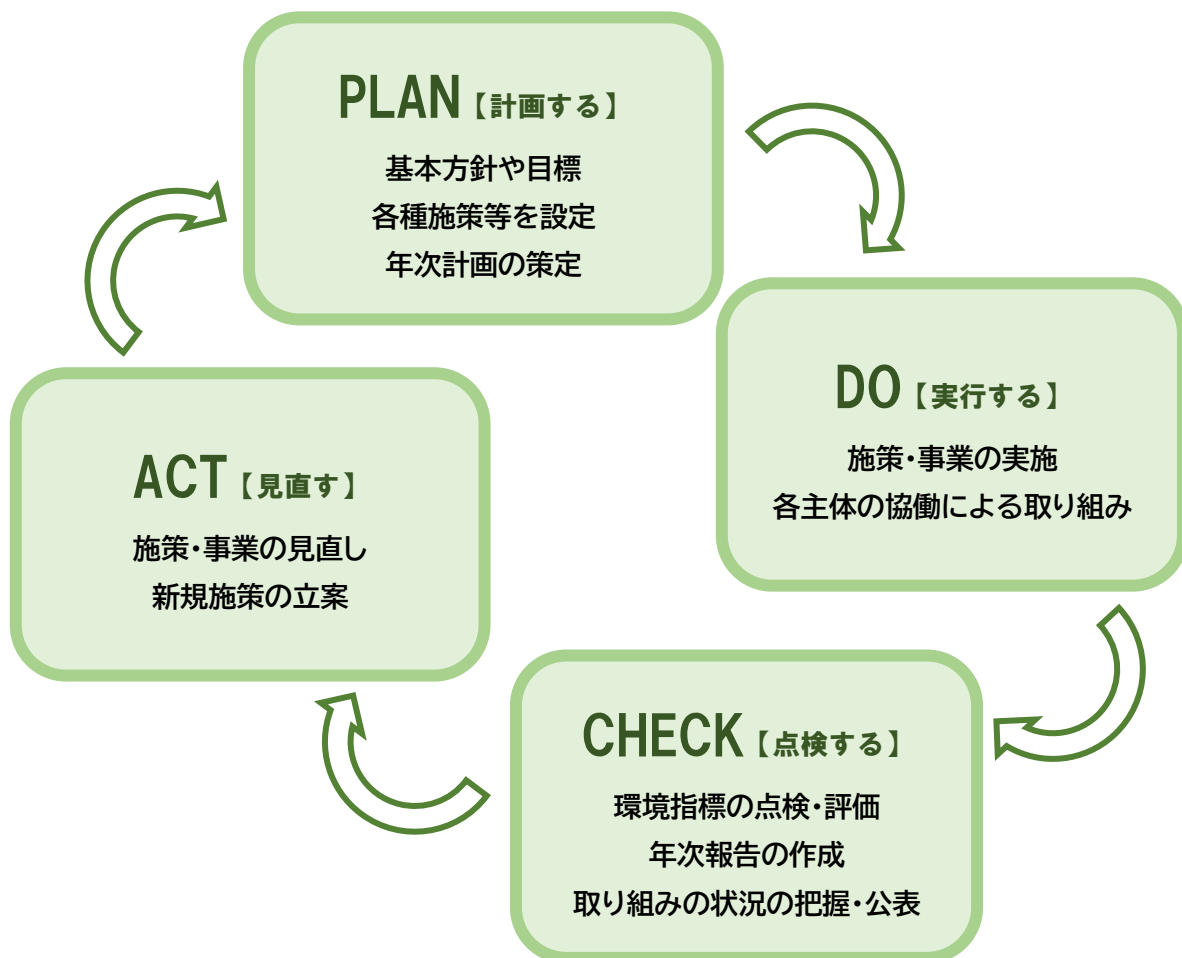 PLAN【計画する】
基本方針や目標
各種施策等を設定
年次計画の策定
DO【実行する】
施策・事業の実施
各主体の協働による取り組み
CHECK【点検する】
環境指標の点検・評価
年次報告の作成
取り組みの状況の把握・公表
ACT【見直す】
施策・事業の見直し
新規施策の立案